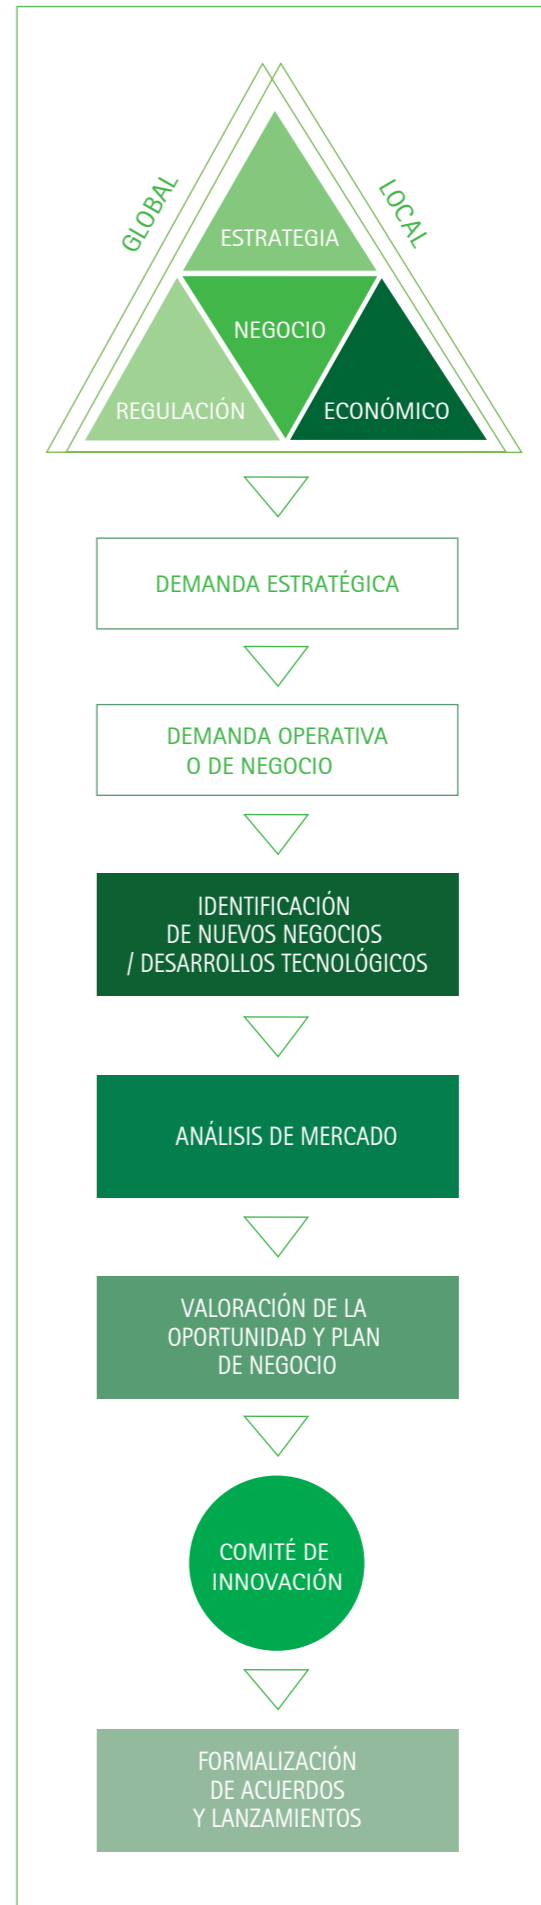 GLOBAL
LOCAL
ESTRATEGIA
NEGOCIO
REGULACIÓN
ECONÓMICO
DEMANDA ESTRATÉGICA
DEMANDA OPERATIVA
O DE NEGOCIO
IDENTIFICACIÓN
DE NUEVOS NEGOCIOS
/ DESARROLLOS TECNOLÓGICOS
ANÁLISIS DE MERCADO
VALORACIÓN DE LA
OPORTUNIDAD Y PLAN
DE NEGOCIO
COMITÉ DE
INNOVACIÓN
FORMALIZACIÓN
DE ACUERDOS
Y LANZAMIENTOS